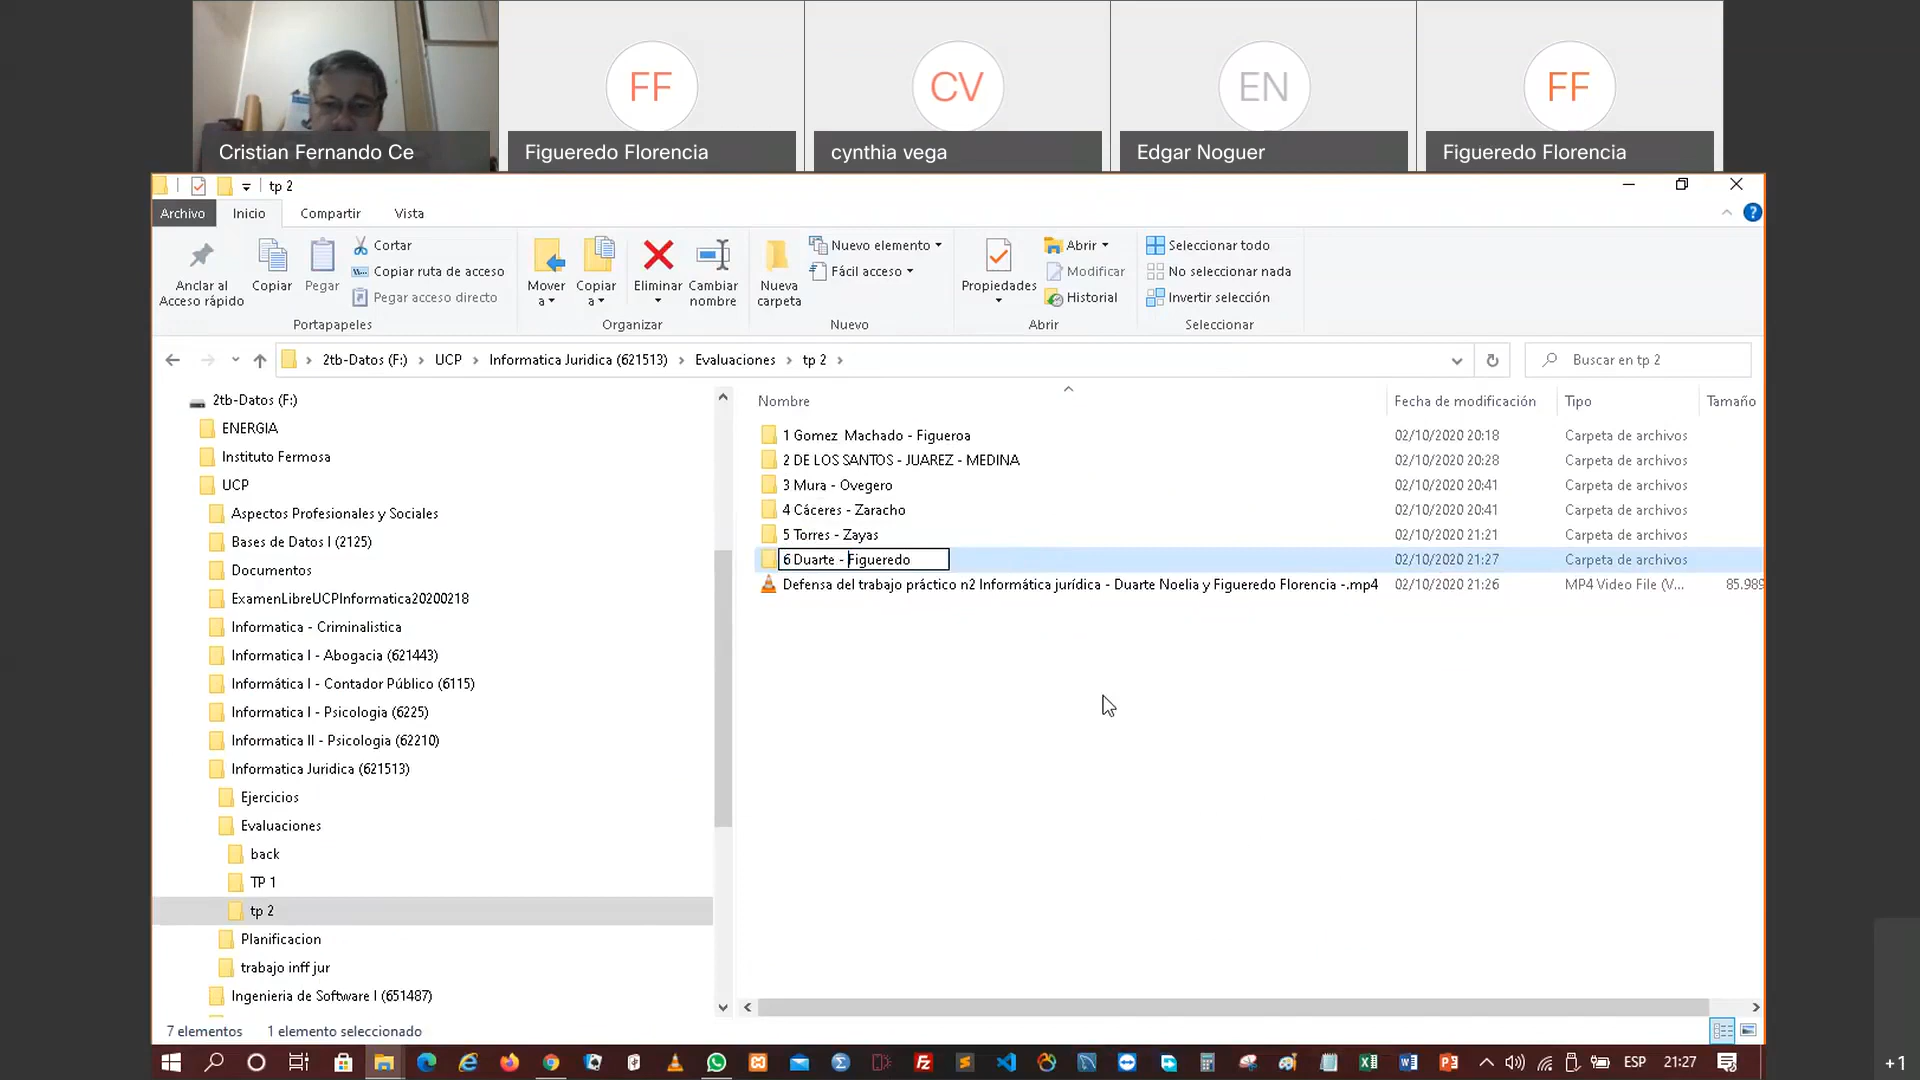 FF
CV
EN
FF
Cristian Fernando Ce
Figueredo Florencia
cynthia vega
Edgar Noguer
Figueredo Florencia
tp 2
Archivo
Inicio
Compartir
Vista
Anclar al
Acceso rápido
Copiar
Pegar
Cortar
Copiar ruta de acceso
Pegar acceso directo
Portapapeles
Mover
a
Copiar
a
Eliminar
Cambiar
nombre
Organizar
Nueva
carpeta
Nuevo elemento
Fácil acceso
Nuevo
Propiedades
Abrir
Modificar
Historial
Abrir
Seleccionar todo
No seleccionar nada
Invertir selección
Seleccionar
2tb-Datos (F:) › UCP › Informatica Juridica (621513) › Evaluaciones › tp 2 ›
Buscar en tp 2
2tb-Datos (F:)
ENERGIA
Instituto Fermosa
UCP
Aspectos Profesionales y Sociales
Bases de Datos I (2125)
Documentos
ExamenLibreUCPInformatica20200218
Informatica - Criminalistica
Informatica I - Abogacia (621443)
Informática I - Contador Público (6115)
Informatica I - Psicologia (6225)
Informatica II - Psicologia (62210)
Informatica Juridica (621513)
Ejercicios
Evaluaciones
back
TP 1
tp 2
Planificacion
trabajo inff jur
Ingenieria de Software I (651487)
Nombre Fecha de modificación Tipo Tamaño
1 Gomez  Machado - Figueroa 02/10/2020 20:18 Carpeta de archivos
2 DE LOS SANTOS - JUAREZ - MEDINA 02/10/2020 20:28 Carpeta de archivos
3 Mura - Ovegero 02/10/2020 20:41 Carpeta de archivos
4 Cáceres - Zaracho 02/10/2020 20:41 Carpeta de archivos
5 Torres - Zayas 02/10/2020 21:21 Carpeta de archivos
6 Duarte - Figueredo 02/10/2020 21:27 Carpeta de archivos
Defensa del trabajo práctico n2 Informática jurídica - Duarte Noelia y Figueredo Florencia -.mp4 02/10/2020 21:26 MP4 Video File (V... 85.989
7 elementos 1 elemento seleccionado
ESP 21:27
+1